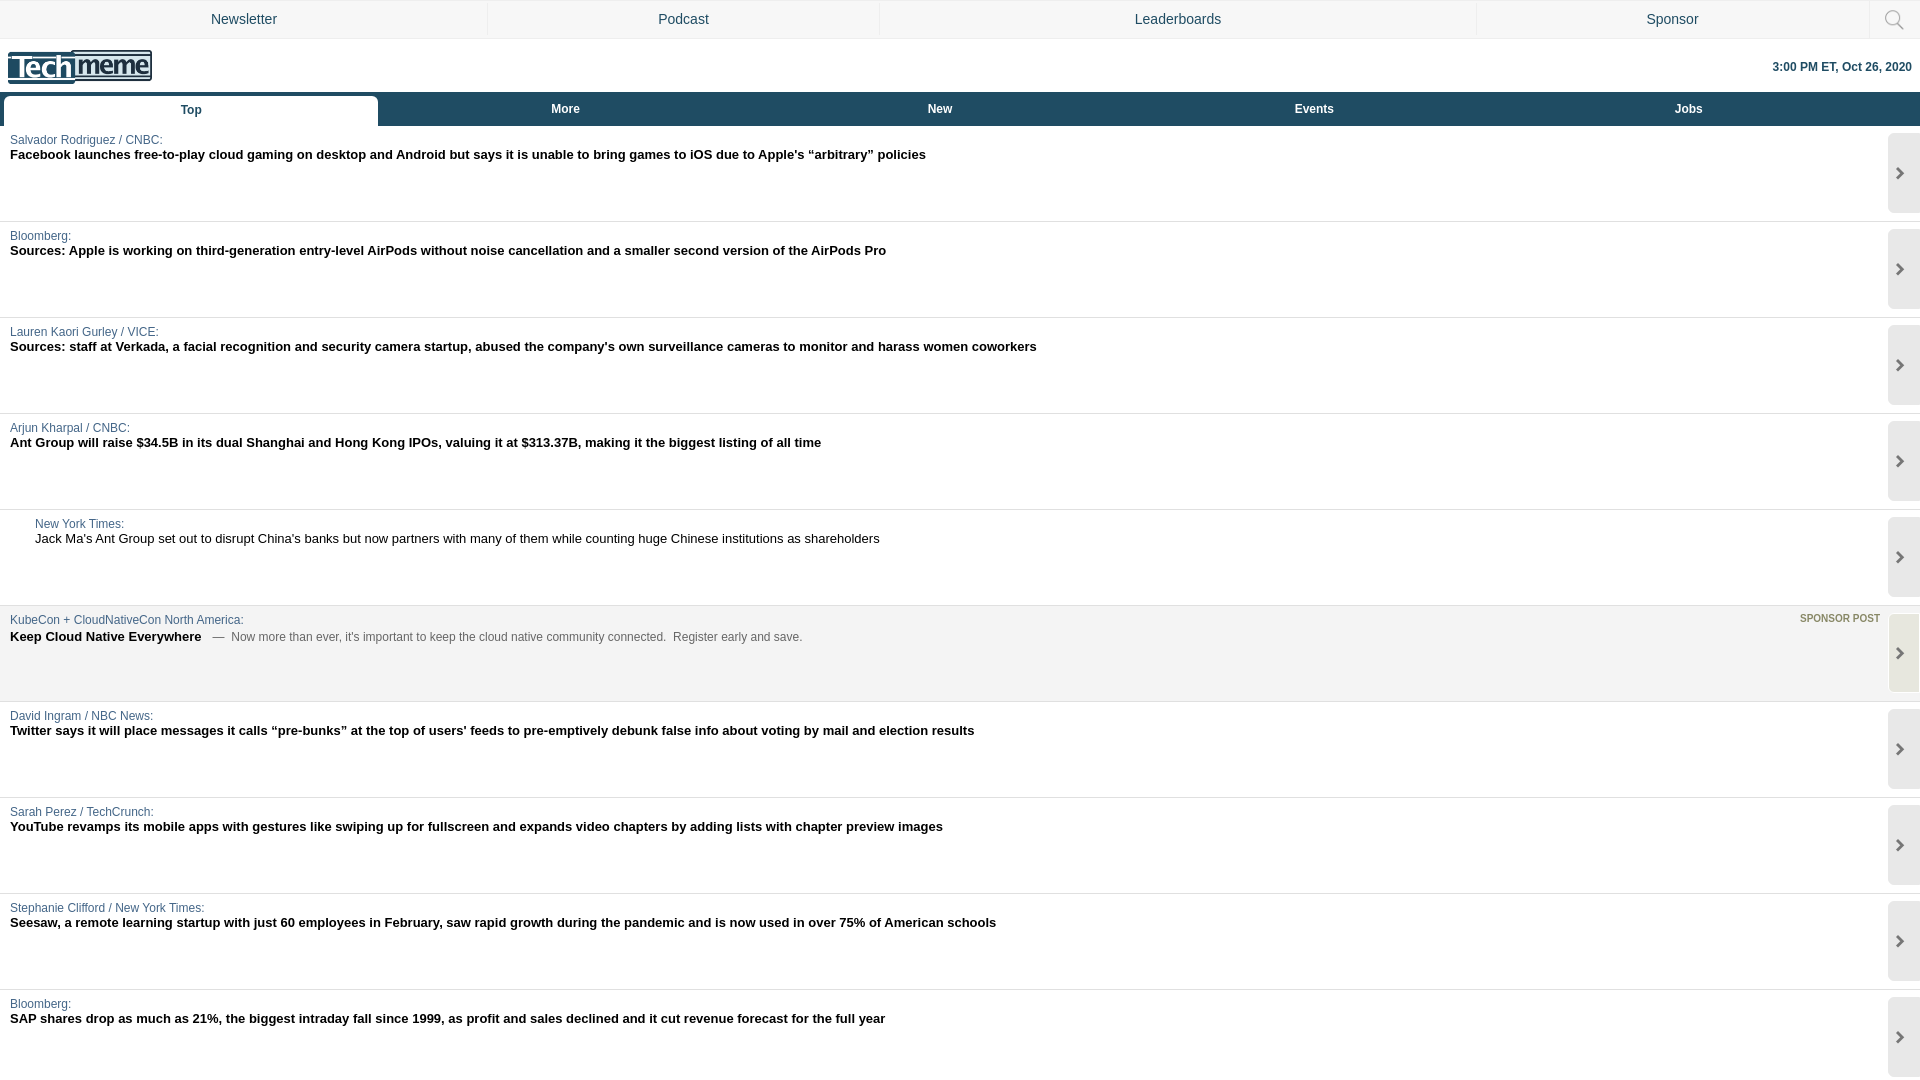 Newsletter
Podcast
Leaderboards
Sponsor
Techmeme
3:00 PM ET, Oct 26, 2020
Top
More
New
Events
Jobs
Salvador Rodriguez / CNBC:
Facebook launches free-to-play cloud gaming on desktop and Android but says it is unable to bring games to iOS due to Apple's “arbitrary” policies
Bloomberg:
Sources: Apple is working on third-generation entry-level AirPods without noise cancellation and a smaller second version of the AirPods Pro
Lauren Kaori Gurley / VICE:
Sources: staff at Verkada, a facial recognition and security camera startup, abused the company's own surveillance cameras to monitor and harass women coworkers
Arjun Kharpal / CNBC:
Ant Group will raise $34.5B in its dual Shanghai and Hong Kong IPOs, valuing it at $313.37B, making it the biggest listing of all time
New York Times:
Jack Ma's Ant Group set out to disrupt China's banks but now partners with many of them while counting huge Chinese institutions as shareholders
KubeCon + CloudNativeCon North America:
SPONSOR POST
Keep Cloud Native Everywhere — Now more than ever, it's important to keep the cloud native community connected. Register early and save.
David Ingram / NBC News:
Twitter says it will place messages it calls “pre-bunks” at the top of users' feeds to pre-emptively debunk false info about voting by mail and election results
Sarah Perez / TechCrunch:
YouTube revamps its mobile apps with gestures like swiping up for fullscreen and expands video chapters by adding lists with chapter preview images
Stephanie Clifford / New York Times:
Seesaw, a remote learning startup with just 60 employees in February, saw rapid growth during the pandemic and is now used in over 75% of American schools
Bloomberg:
SAP shares drop as much as 21%, the biggest intraday fall since 1999, as profit and sales declined and it cut revenue forecast for the full year